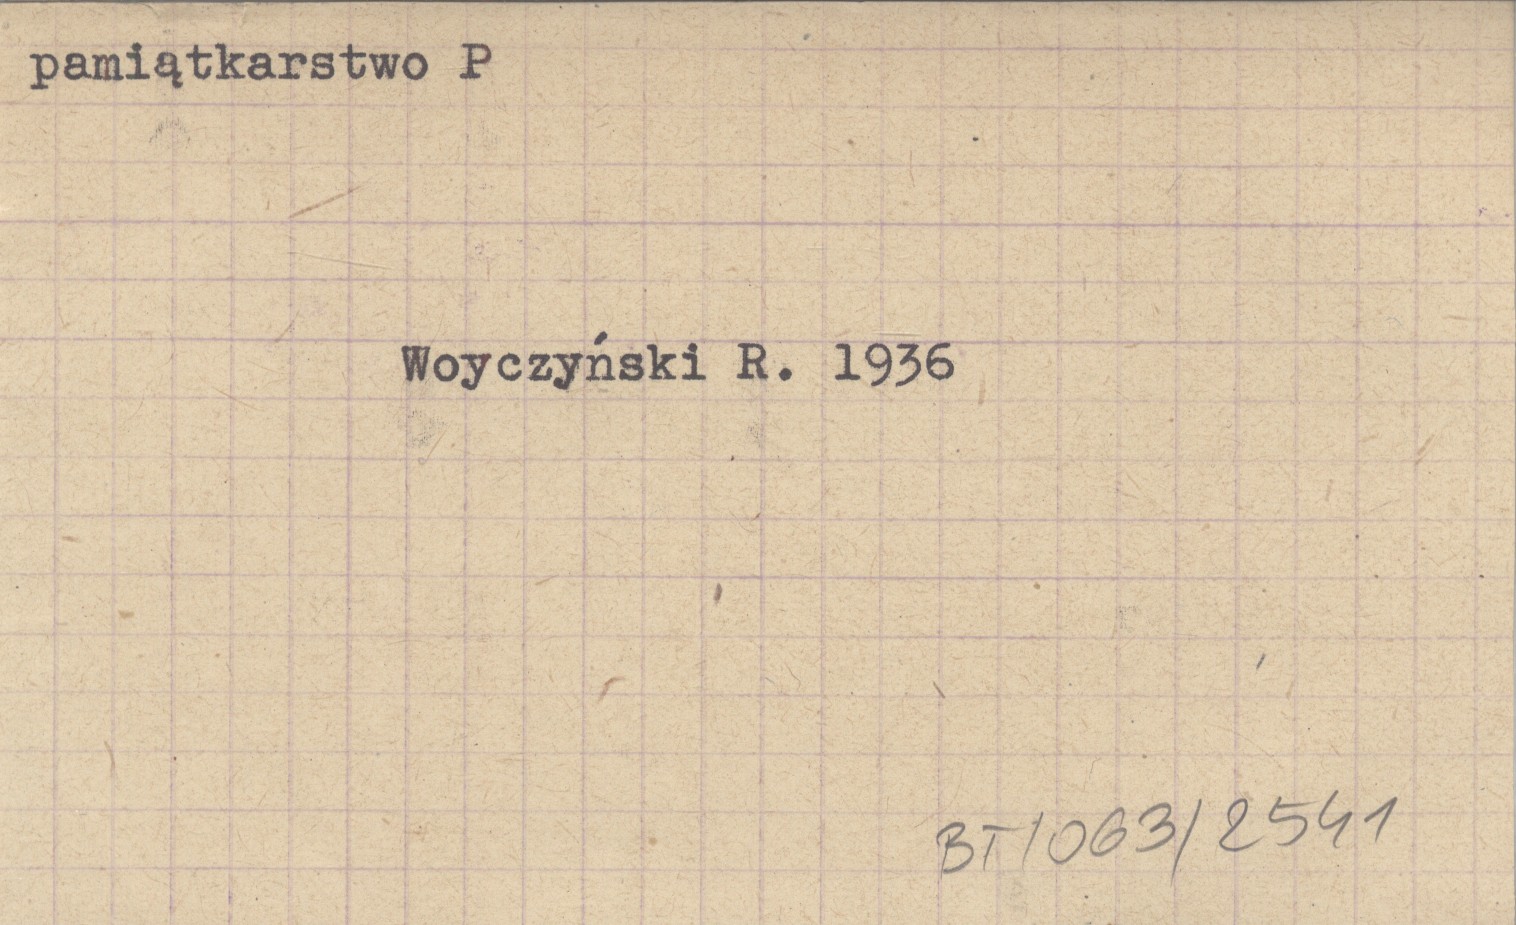 pamiątkarstwo P
Woyczyński R. 1936
BT/063/2541